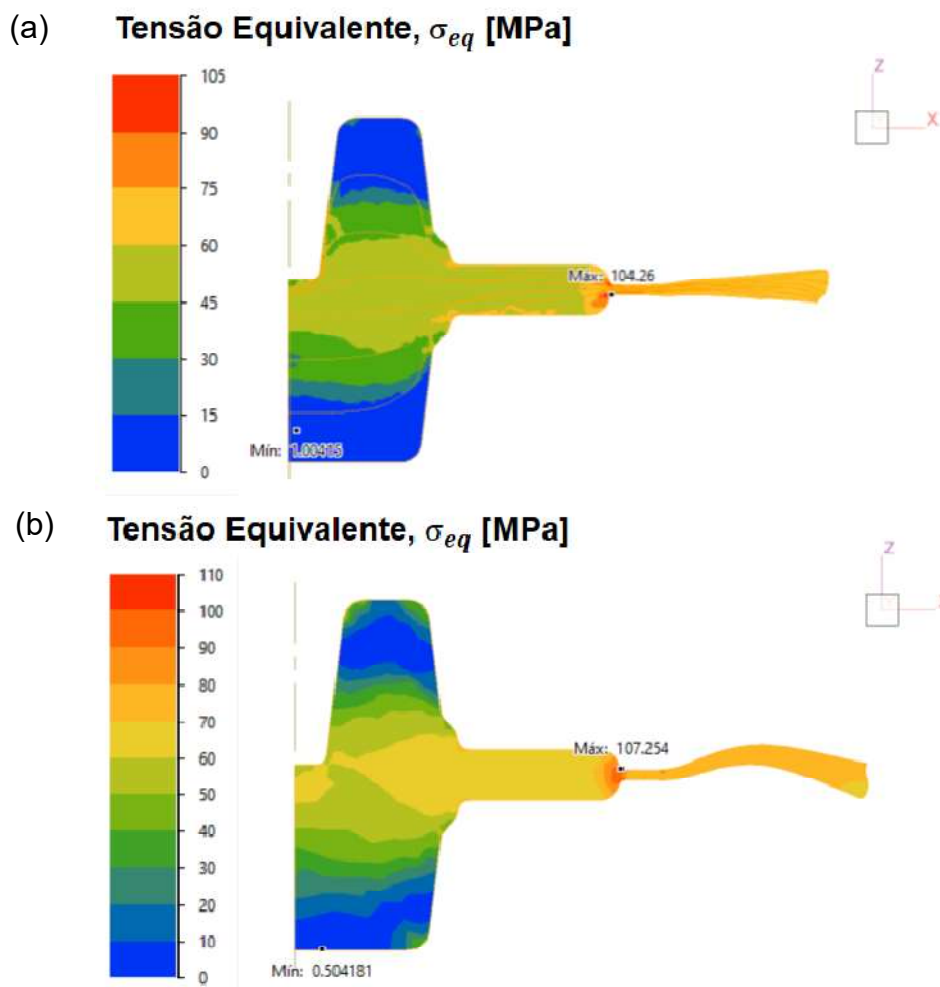 (a) Tensão Equivalente, σeq [MPa]
105
90
75
60
45
30
15
0
Z
X
Máx: 104.26
Mín: 1.00415
(b) Tensão Equivalente, σeq [MPa]
110
100
90
80
70
60
50
40
30
20
10
0
Z
Máx: 107.254
Mín: 0.504181